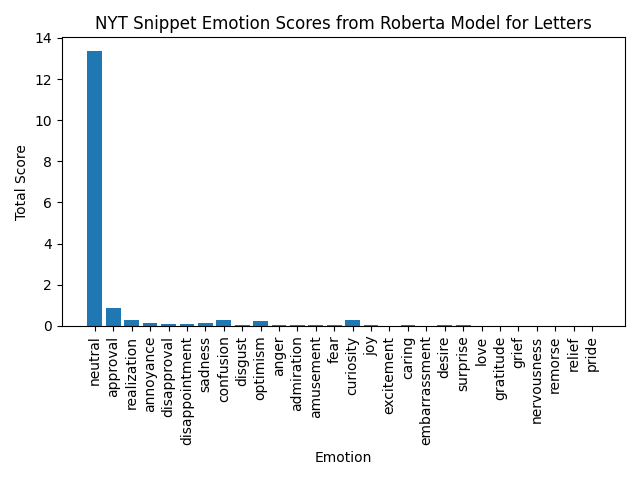 NYT Snippet Emotion Scores from Roberta Model for Letters
14
12
10
8
6
4
2
0
Total Score
neutral
approval
realization
annoyance
disapproval
disappointment
sadness
confusion
disgust
optimism
anger
admiration
amusement
fear
curiosity
joy
excitement
caring
embarrassment
desire
surprise
love
gratitude
grief
nervousness
remorse
relief
pride
Emotion